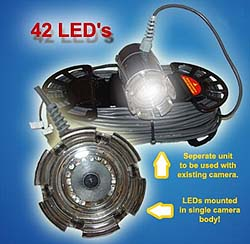 42 LED's
Seperate unit
to be used with
existing camera.
LEDs mounted
in single camera
body!